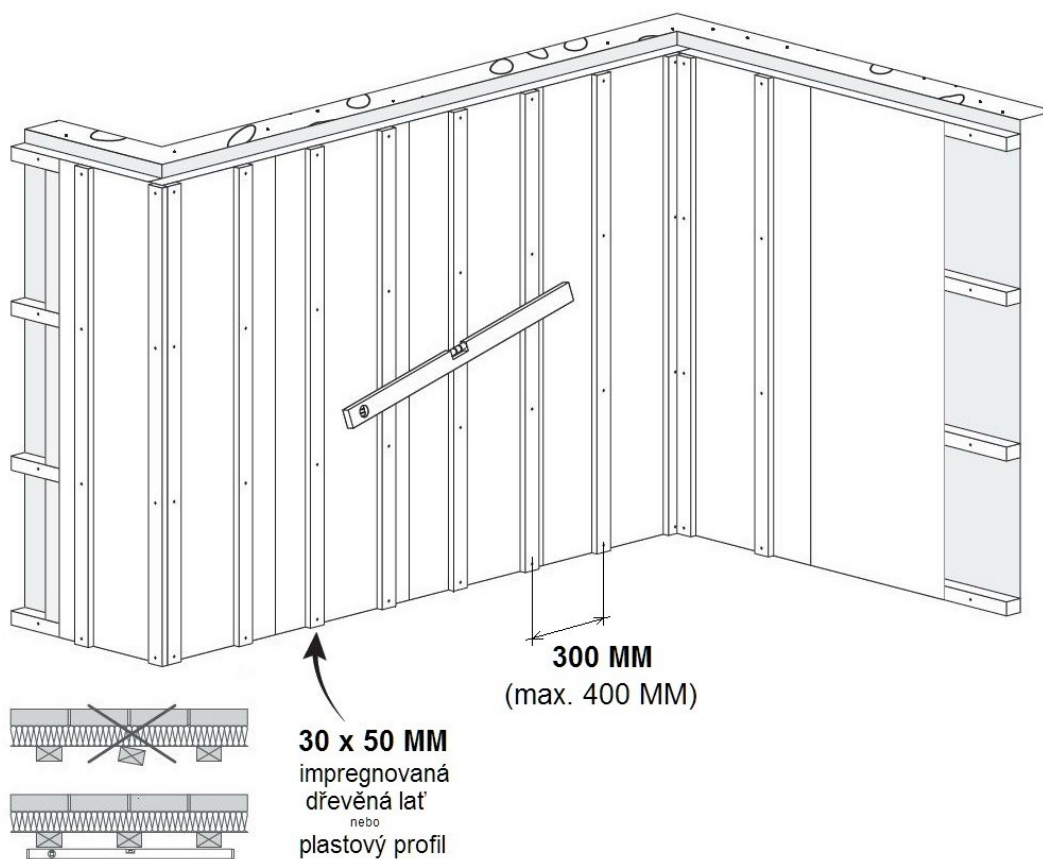 300 MM
(max. 400 MM)
30 x 50 MM
impregnovaná
dřevěná lať
nebo
plastový profil